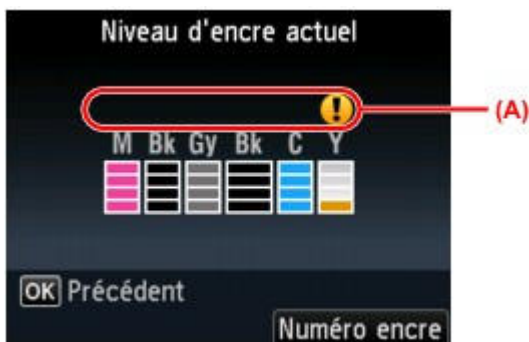 Niveau d'encre actuel
! (A)
M Bk Gy Bk C Y
OK Précédent
Numéro encre